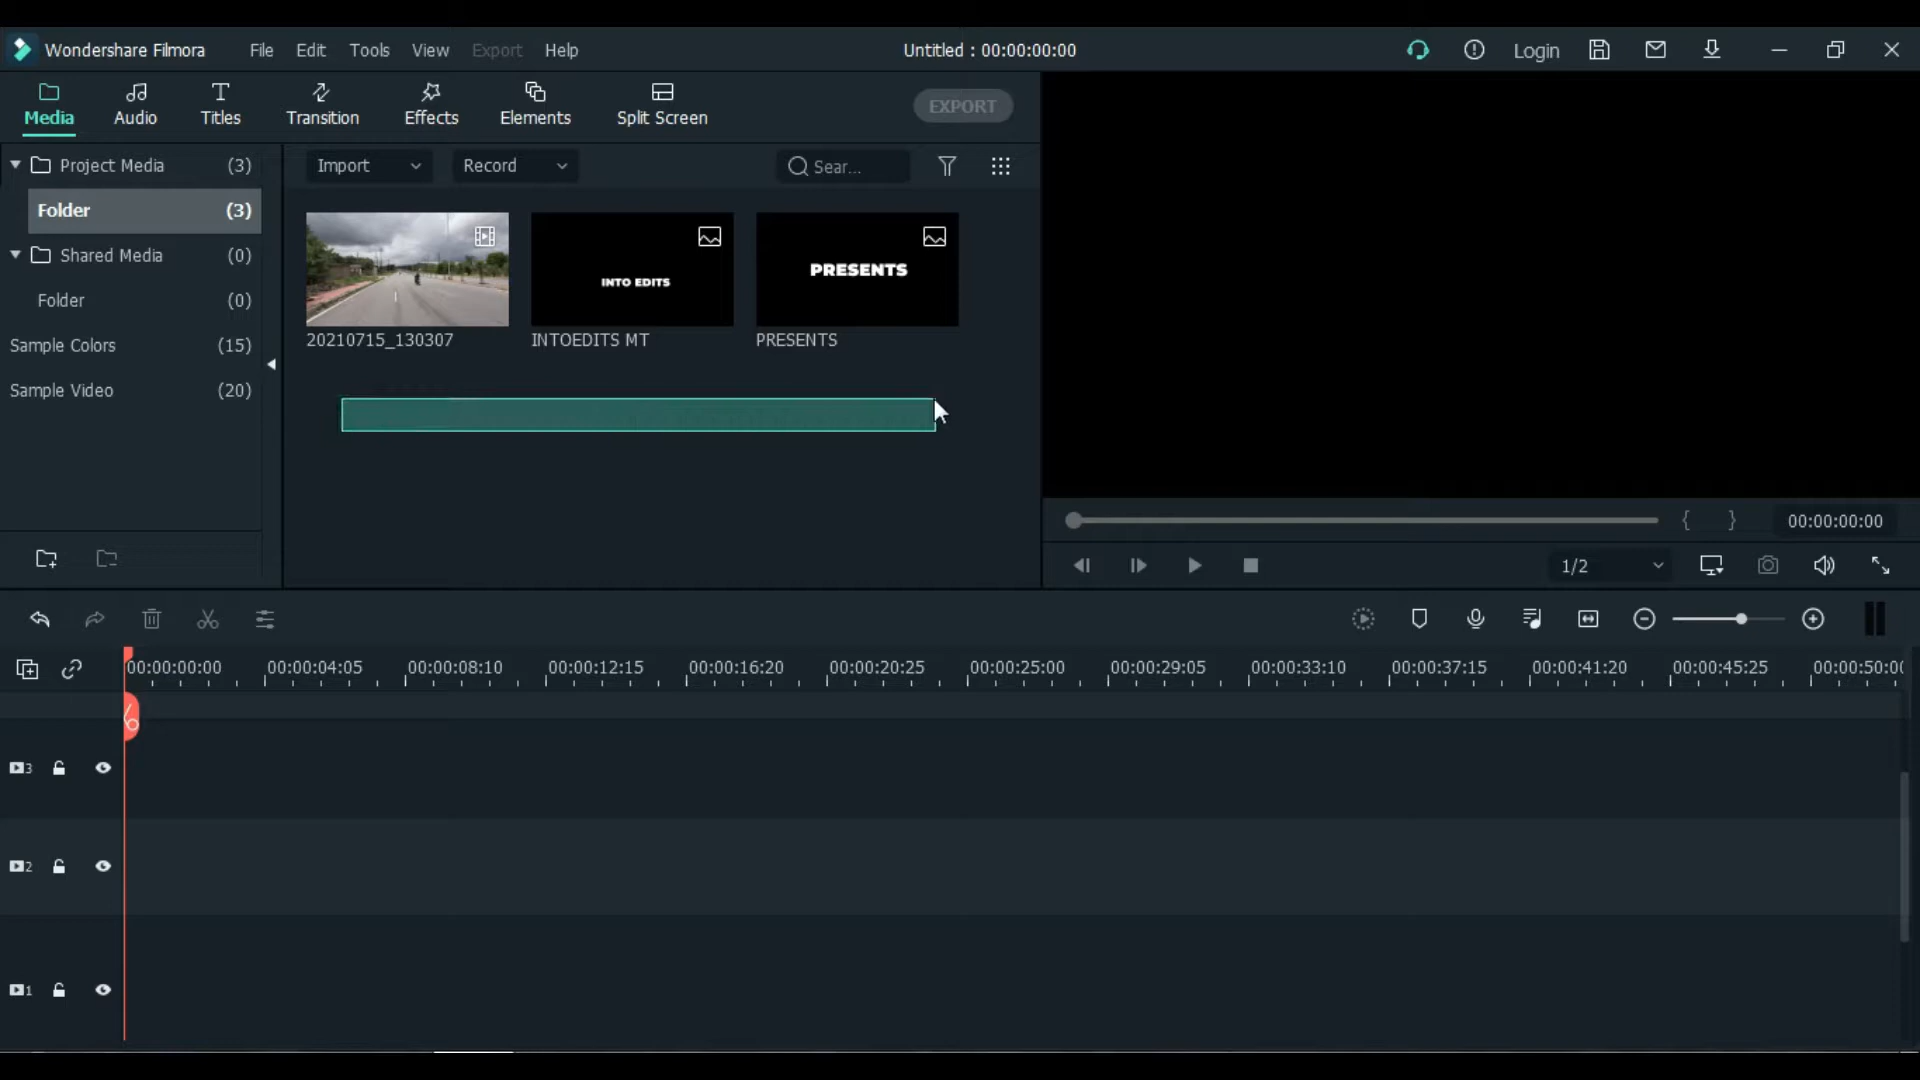 Wondershare Filmora File Edit Tools View Export Help Untitled : 00:00:00:00 Login
Media Audio Titles Transition Effects Elements Split Screen EXPORT
Project Media (3) Import Record Sear...
Folder (3)
Shared Media (0)
Folder (0)
Sample Colors (15)
Sample Video (20)
INTO EDITS PRESENTS
20210715_130307 INTOEDITS MT PRESENTS
{ } 00:00:00:00
1/2
00:00:00:00 00:00:04:05 00:00:08:10 00:00:12:15 00:00:16:20 00:00:20:25 00:00:25:00 00:00:29:05 00:00:33:10 00:00:37:15 00:00:41:20 00:00:45:25 00:00:50:00
3
2
1